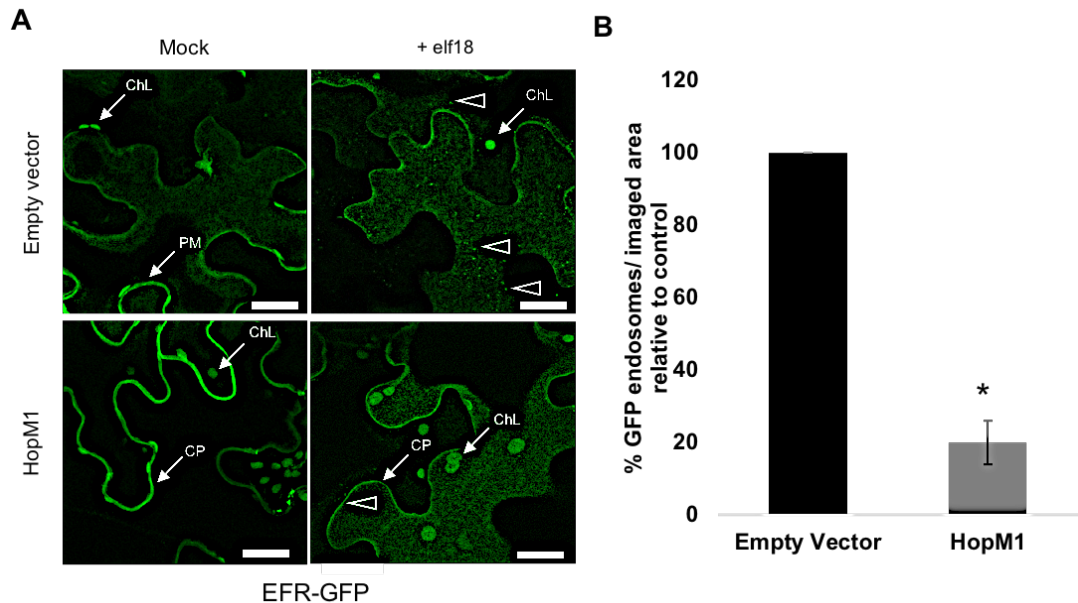 A
Mock
+ elf18
Empty vector
ChL
PM
ChL
HopM1
ChL
CP
CP
ChL
EFR-GFP
B
% GFP endosomes/ imaged area
relative to control
120
100
80
60
40
20
0
*
Empty Vector
HopM1